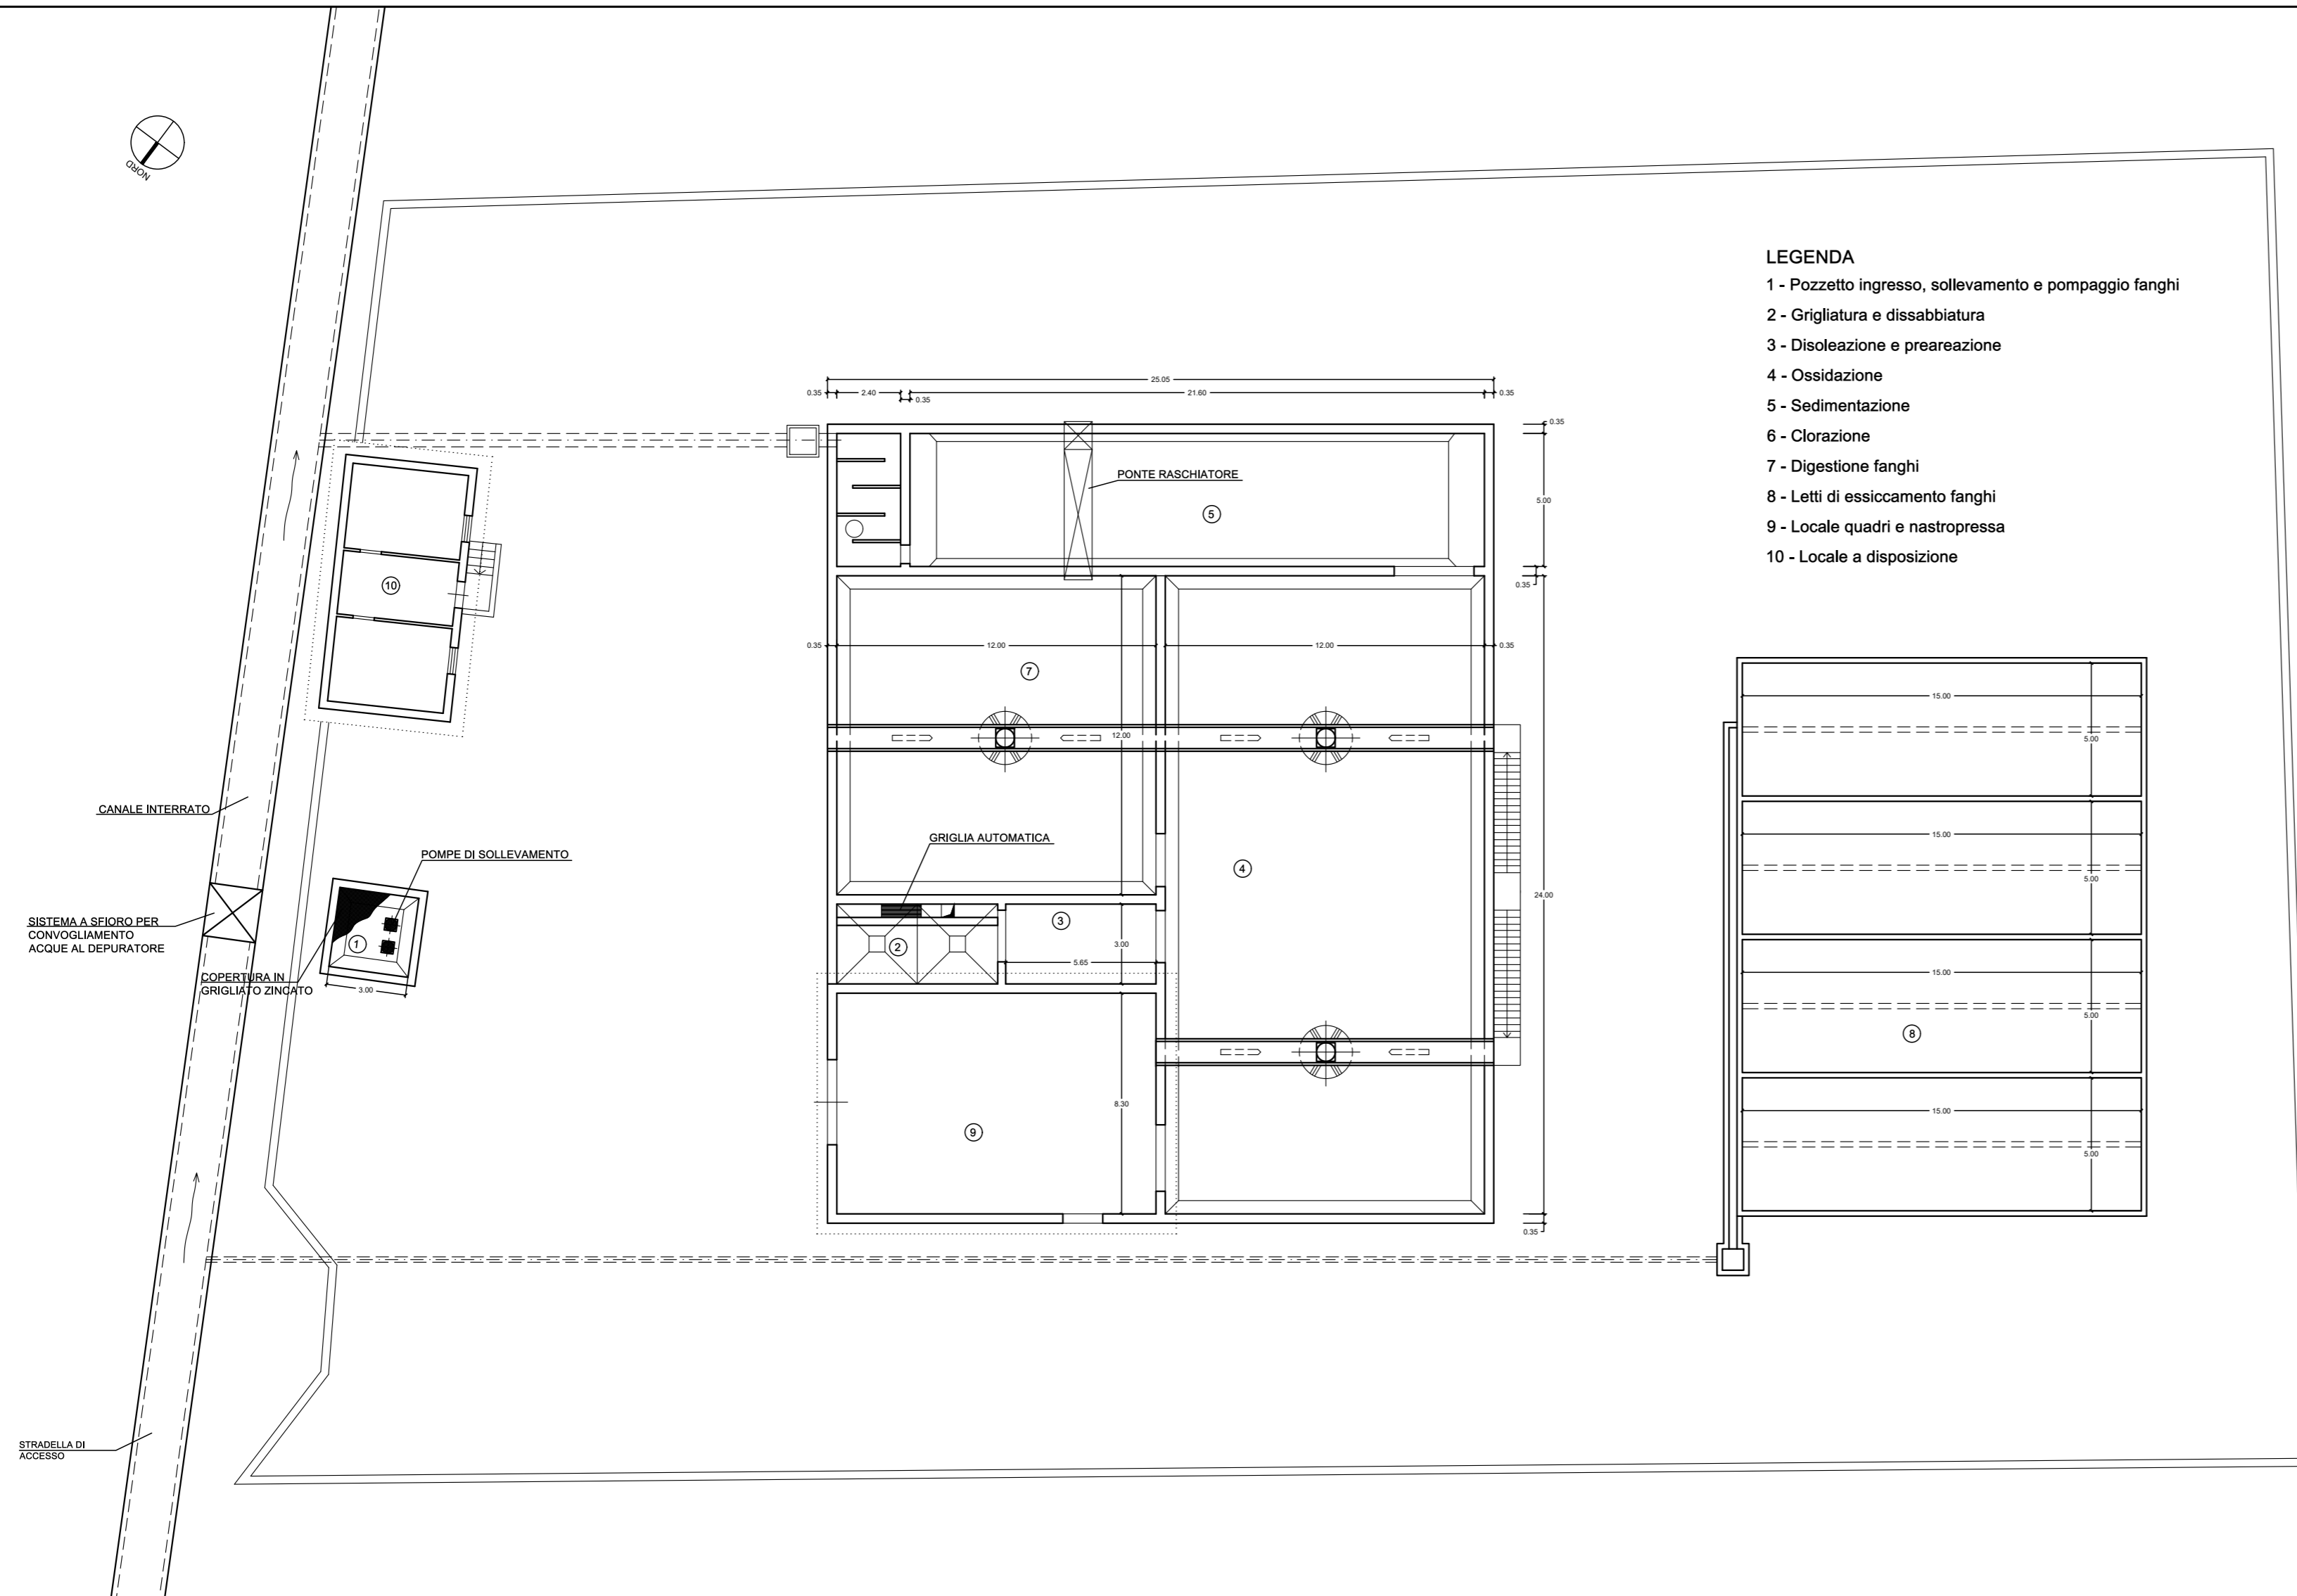 NORD
LEGENDA
1 - Pozzetto ingresso, sollevamento e pompaggio fanghi
2 - Grigliatura e dissabbiatura
3 - Disoleazione e preareazione
4 - Ossidazione
5 - Sedimentazione
6 - Clorazione
7 - Digestione fanghi
8 - Letti di essiccamento fanghi
9 - Locale quadri e nastropressa
10 - Locale a disposizione
25.05
0.35
2.40
0.35
21.60
0.35
0.35
PONTE RASCHIATORE
5
5.00
10
0.35
0.35
12.00
12.00
0.35
7
12.00
15.00
5.00
CANALE INTERRATO
GRIGLIA AUTOMATICA
POMPE DI SOLLEVAMENTO
4
15.00
5.00
24.00
SISTEMA A SFIORO PER
CONVOGLIAMENTO
ACQUE AL DEPURATORE
1
2
3
3.00
5.65
COPERTURA IN
GRIGLIATO ZINCATO
3.00
15.00
5.00
8
8.30
9
15.00
5.00
0.35
STRADELLA DI
ACCESSO